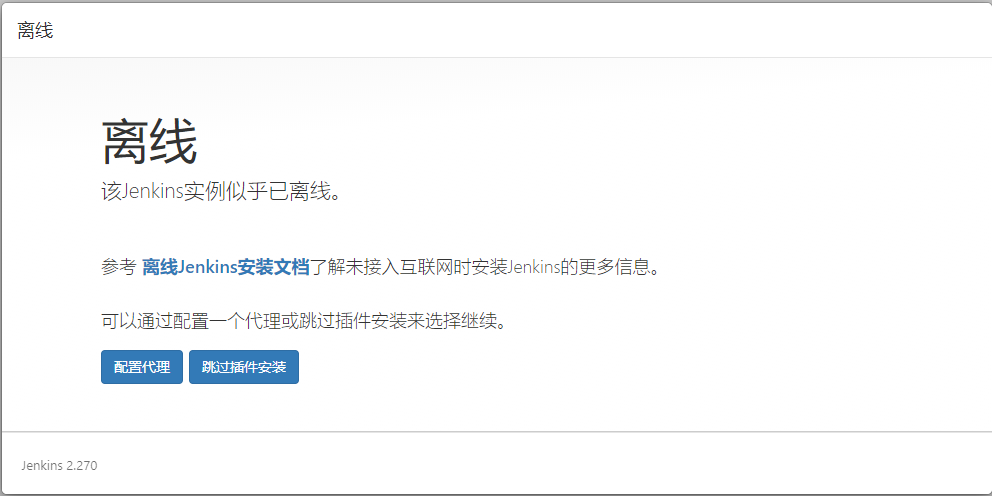 离线
离线
该Jenkins实例似乎已离线。
参考 离线Jenkins安装文档了解未接入互联网时安装Jenkins的更多信息。
可以通过配置一个代理或跳过插件安装来选择继续。
配置代理 跳过插件安装
Jenkins 2.270